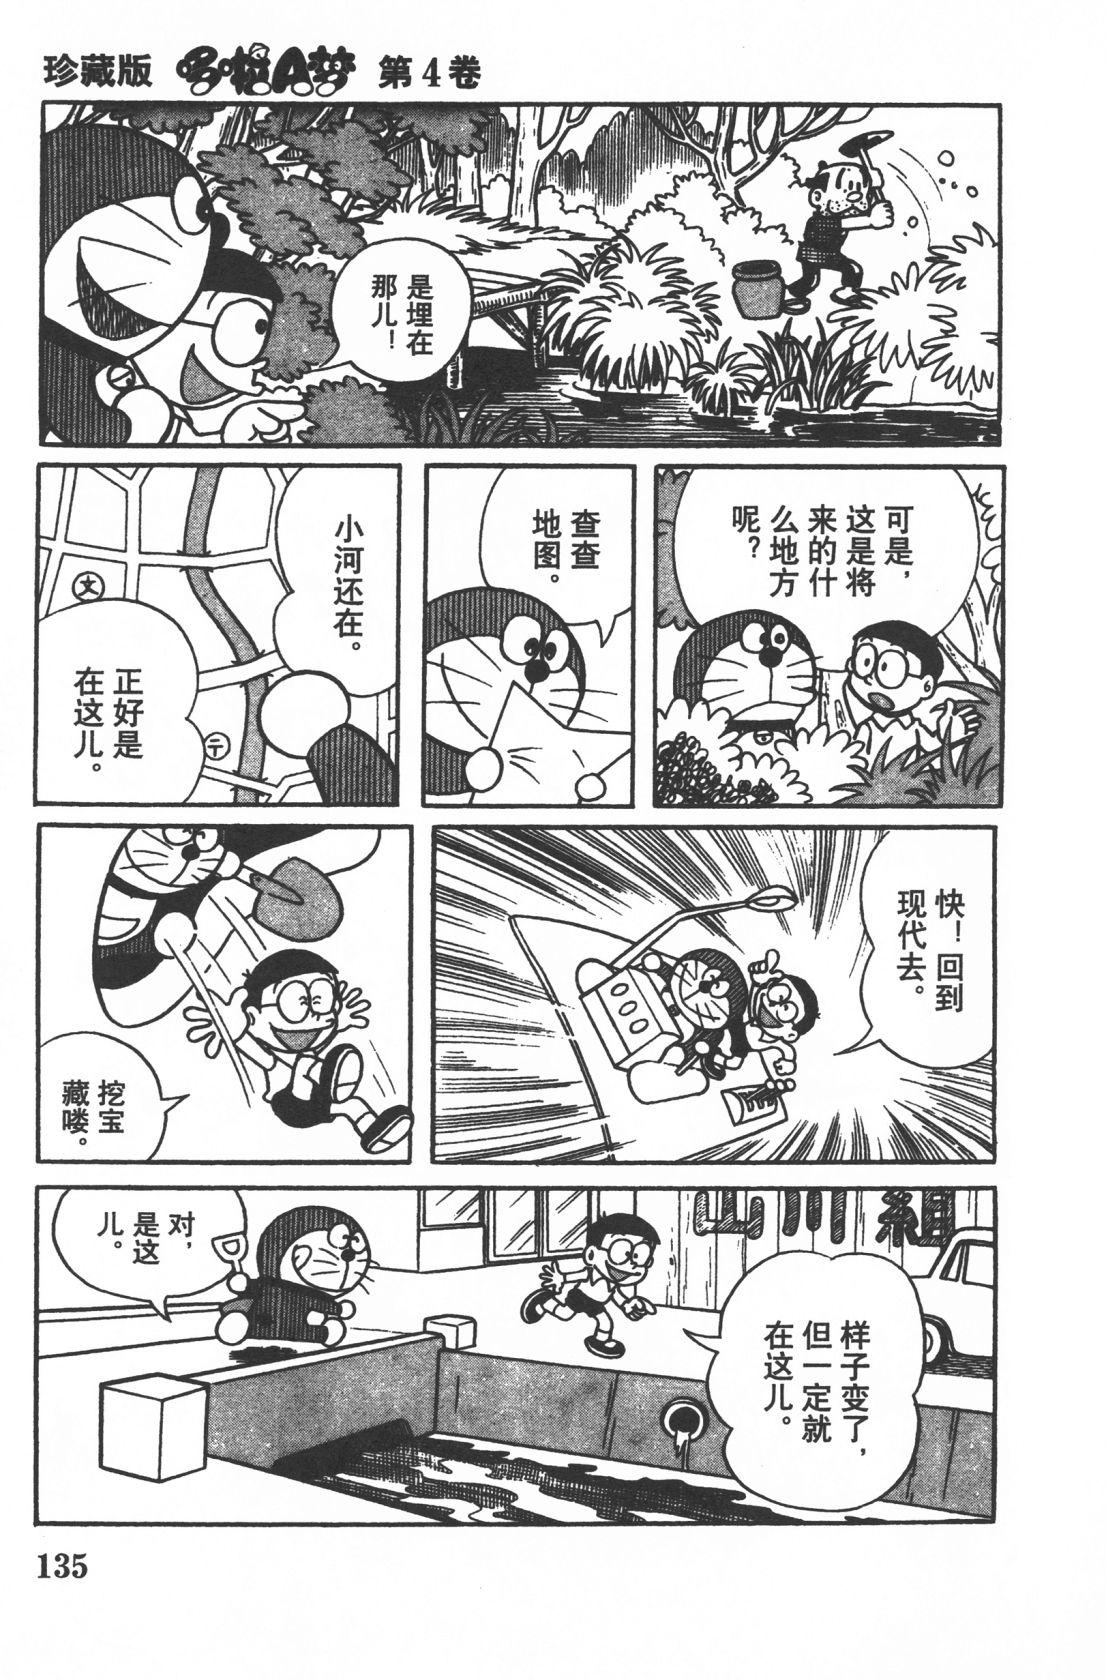 珍藏版 哆啦A梦 第4卷
是埋在
那儿！
可是，
这是将
来的什
么地方
呢？
查查
地图。
小河还在。
正好是
在这儿。
文
快！回到
现代去。
挖宝
藏喽。
山川組
样子变了，
但一定就
在这儿。
对，
是这
儿。
135